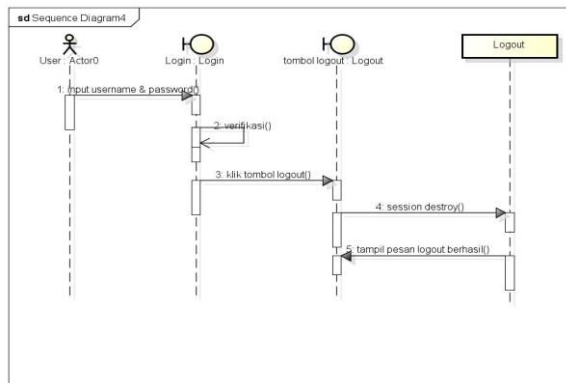 sd Sequence Diagram4
User : Actor0
Login : Login
tombol logout : Logout
Logout
1: input username & password()
2: verifikasi()
3: klik tombol logout()
4: session destroy()
5: tampil pesan logout berhasil()